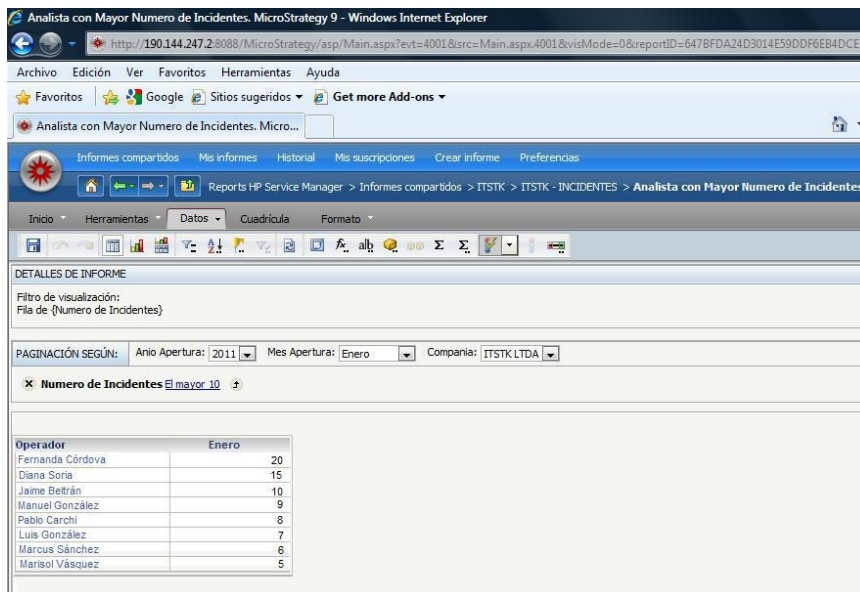 Analista con Mayor Numero de Incidentes. MicroStrategy 9 - Windows Internet Explorer
http://190.144.247.2:8088/MicroStrategy/asp/Main.aspx?evt=4001&src=Main.aspx.4001&visMode=0&reportID=647BFDA24D3014E59DDF6EB4DCE
Archivo Edición Ver Favoritos Herramientas Ayuda
Favoritos Google Sitios sugeridos Get more Add-ons
Analista con Mayor Numero de Incidentes. Micro...
Informes compartidos Mis informes Historial Mis suscripciones Crear informe Preferencias
Reports HP Service Manager > Informes compartidos > ITSTK > ITSTK - INCIDENTES > Analista con Mayor Numero de Incidentes
Inicio Herramientas Datos Cuadrícula Formato
DETALLES DE INFORME
Filtro de visualización:
Fila de {Numero de Incidentes}
PAGINACIÓN SEGÚN: Anio Apertura: 2011 Mes Apertura: Enero Compania: ITSTK LTDA
Numero de Incidentes El mayor 10
Operador Enero
Fernanda Córdova 20
Diana Soria 15
Jaime Beltrán 10
Manuel González 9
Pablo Carchi 8
Luis González 7
Marcus Sánchez 6
Marisol Vásquez 5